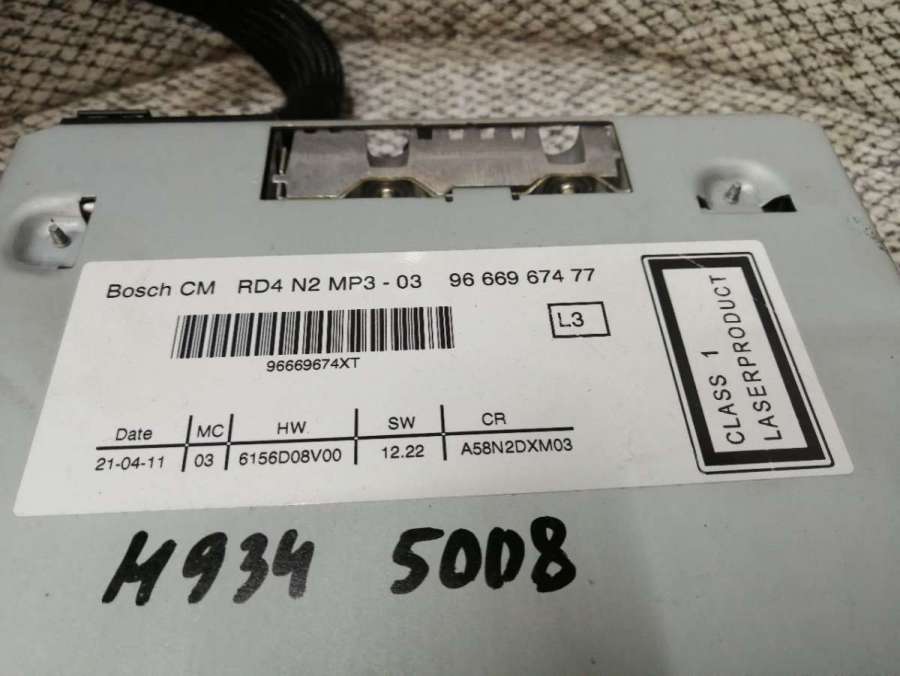 Bosch CM RD4 N2 MP3 - 03 96 669 674 77
L3
96669674XT
CLASS 1
LASERPRODUCT
Date MC HW SW CR
21-04-11 03 6156D08V00 12.22 A58N2DXM03
M934 5008